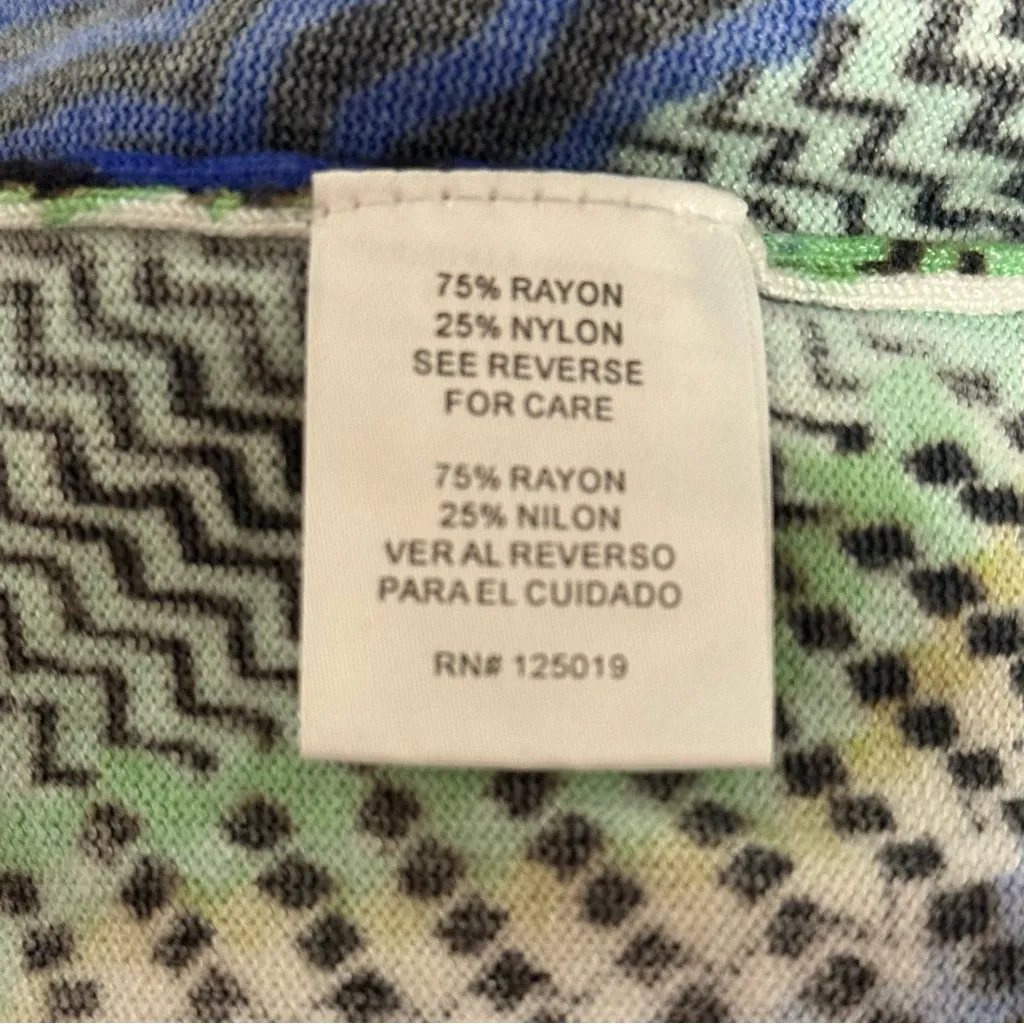 75% RAYON
25% NYLON
SEE REVERSE
FOR CARE
75% RAYON
25% NILON
VER AL REVERSO
PARA EL CUIDADO
RN# 125019